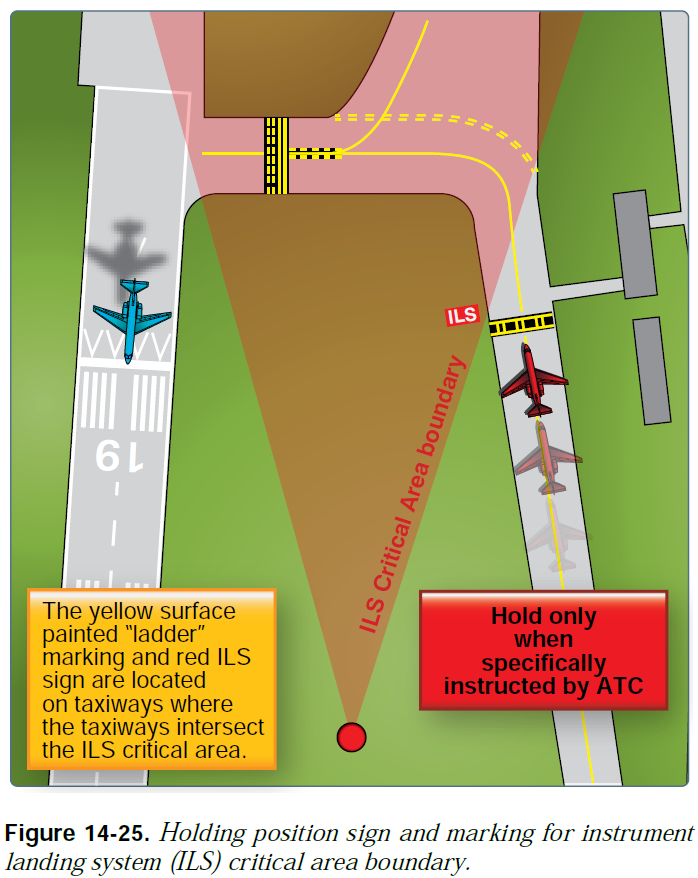 ILS
ILS Critical Area boundary
19
The yellow surface
painted “ladder”
marking and red ILS
sign are located
on taxiways where
the taxiways intersect
the ILS critical area.
Hold only
when
specifically
instructed by ATC
Figure 14-25. Holding position sign and marking for instrument
landing system (ILS) critical area boundary.